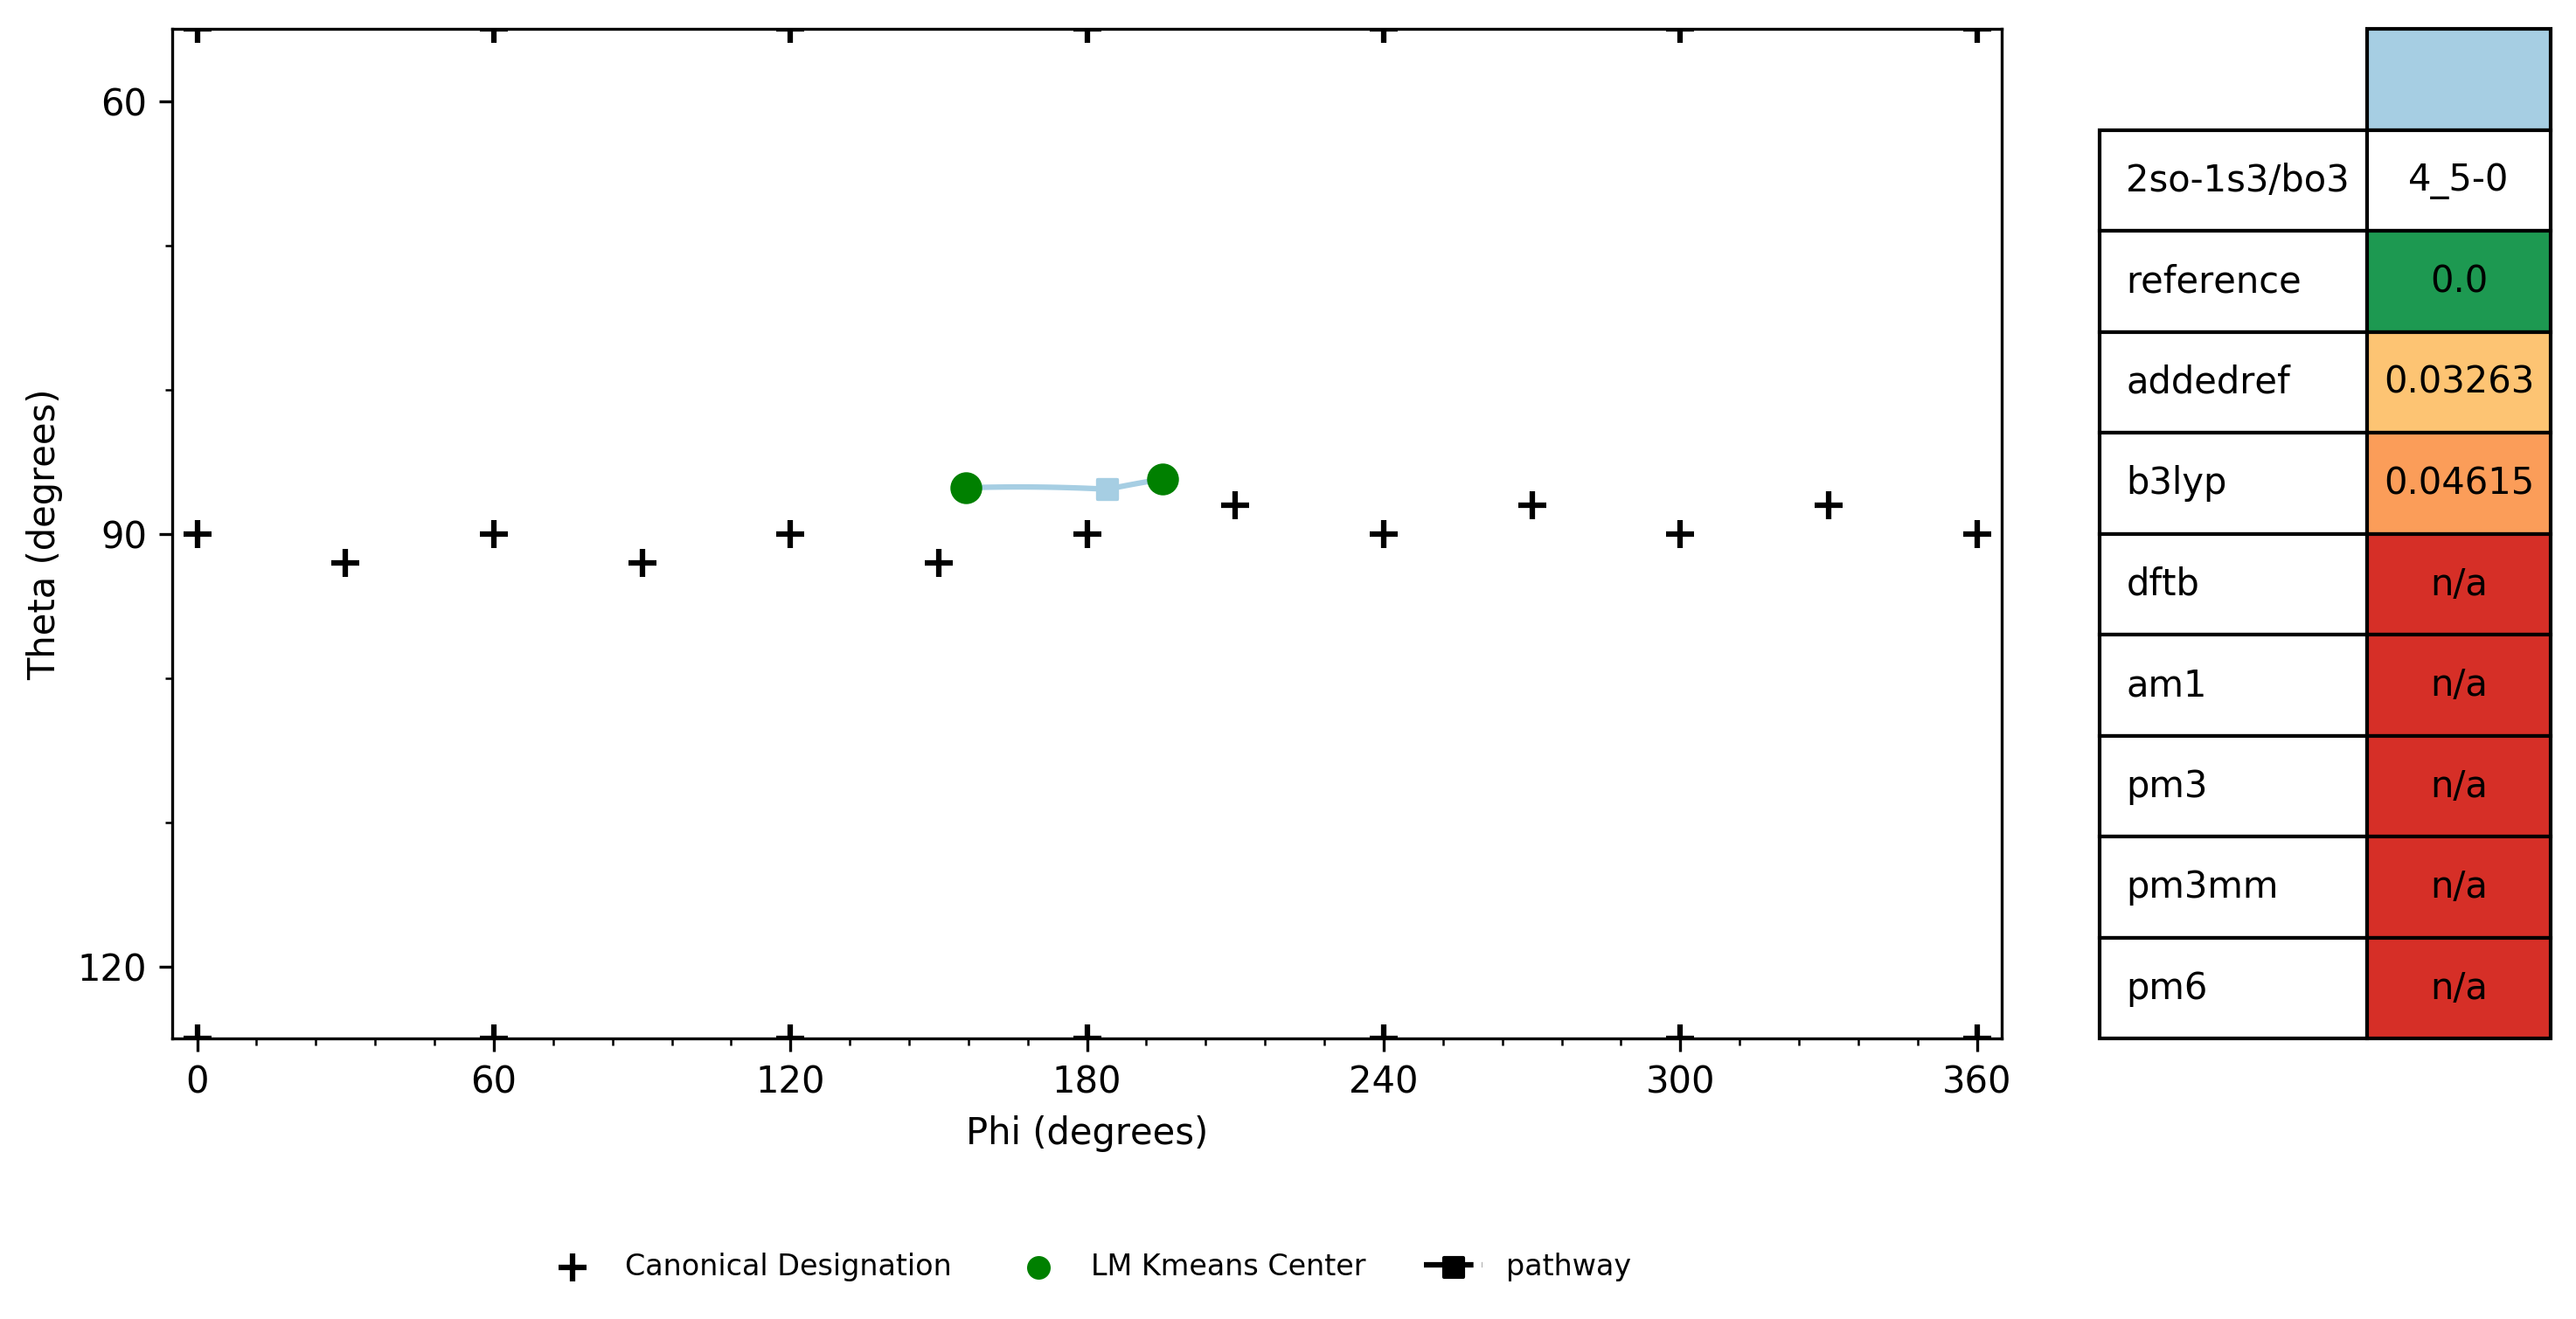 60
90
120
Theta (degrees)
0 60 120 180 240 300 360
Phi (degrees)
Canonical Designation LM Kmeans Center pathway
2so-1s3/bo3 4_5-0
reference 0.0
addedref 0.03263
b3lyp 0.04615
dftb n/a
am1 n/a
pm3 n/a
pm3mm n/a
pm6 n/a